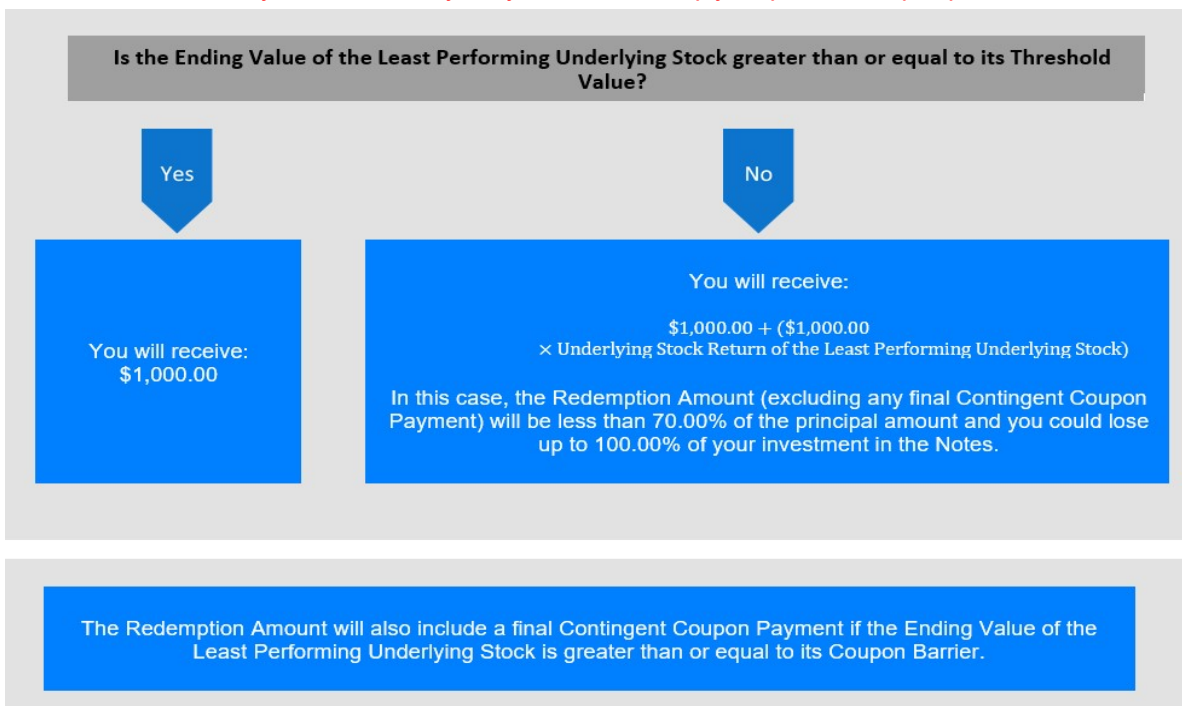 Is the Ending Value of the Least Performing Underlying Stock greater than or equal to its Threshold
Value?
Yes
No
You will receive:
$1,000.00
You will receive:
$1,000.00 + ($1,000.00
× Underlying Stock Return of the Least Performing Underlying Stock)
In this case, the Redemption Amount (excluding any final Contingent Coupon
Payment) will be less than 70.00% of the principal amount and you could lose
up to 100.00% of your investment in the Notes.
The Redemption Amount will also include a final Contingent Coupon Payment if the Ending Value of the
Least Performing Underlying Stock is greater than or equal to its Coupon Barrier.